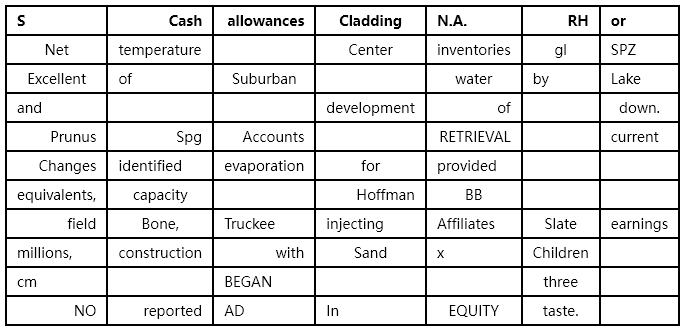 S Cash allowances Cladding N.A. RH or
Net temperature Center inventories gl SPZ
Excellent of Suburban water by Lake
and development of down.
Prunus Spg Accounts RETRIEVAL current
Changes identified evaporation for provided
equivalents, capacity Hoffman BB
field Bone, Truckee injecting Affiliates Slate earnings
millions, construction with Sand x Children
cm BEGAN three
NO reported AD In EQUITY taste.